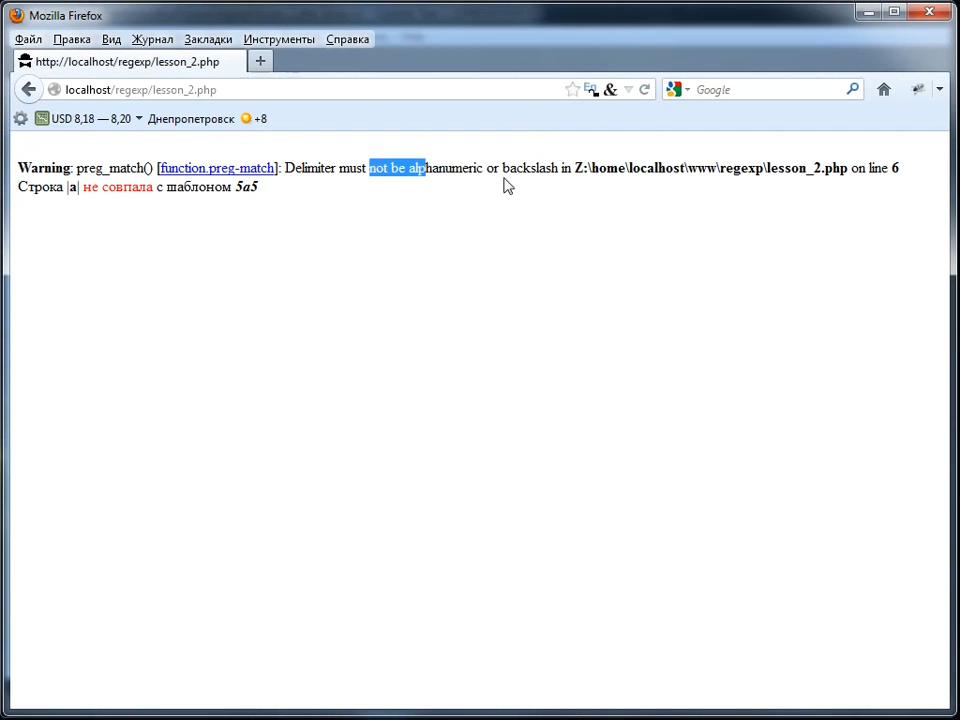 Mozilla Firefox
Файл Правка Вид Журнал Закладки Инструменты Справка
http://localhost/regexp/lesson_2.php
localhost/regexp/lesson_2.php Google
USD 8,18 — 8,20 Днепропетровск +8
Warning: preg_match() [function.preg-match]: Delimiter must not be alphanumeric or backslash in Z:\home\localhost\www\regexp\lesson_2.php on line 6
Строка |a| не совпала с шаблоном 5a5